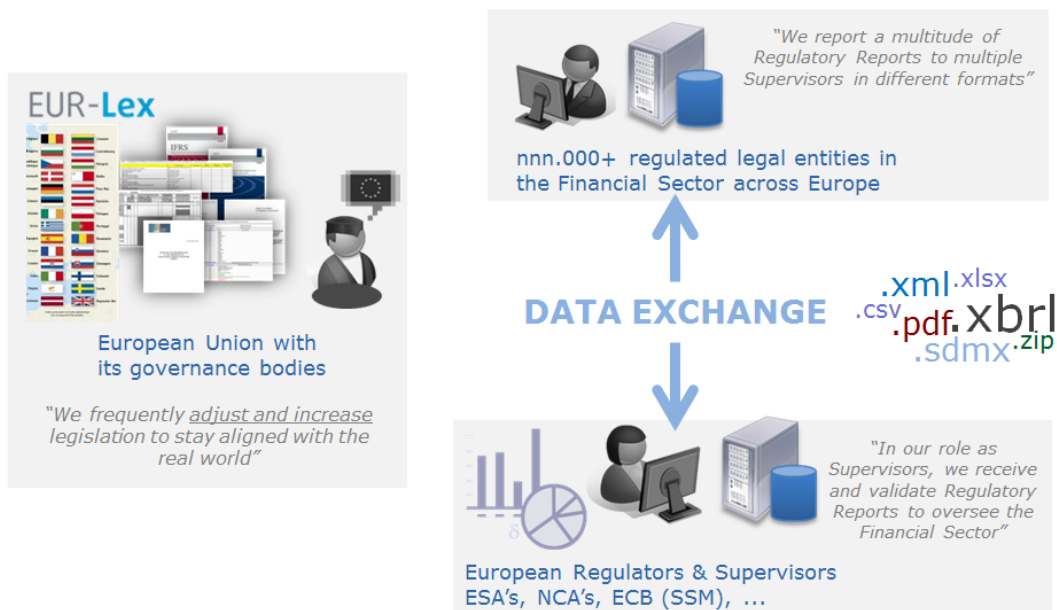 EUR-Lex
IFRS
European Union with
its governance bodies
“We frequently adjust and increase
legislation to stay aligned with the
real world”
“We report a multitude of
Regulatory Reports to multiple
Supervisors in different formats”
nnn.000+ regulated legal entities in
the Financial Sector across Europe
DATA EXCHANGE
.xml .xlsx
.csv .pdf .xbrl
.sdmx .zip
δ
“In our role as
Supervisors, we receive
and validate Regulatory
Reports to oversee the
Financial Sector”
European Regulators & Supervisors
ESA’s, NCA’s, ECB (SSM), ...